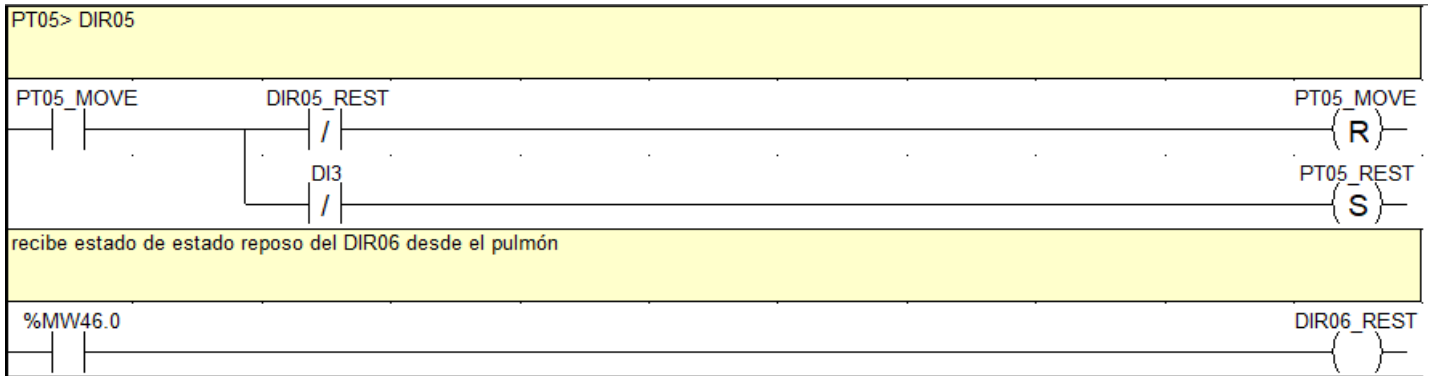 PT05> DIR05
PT05_MOVE DIR05_REST PT05_MOVE
/ R
DI3 PT05_REST
/ S
recibe estado de estado reposo del DIR06 desde el pulmón
%MW46.0 DIR06_REST